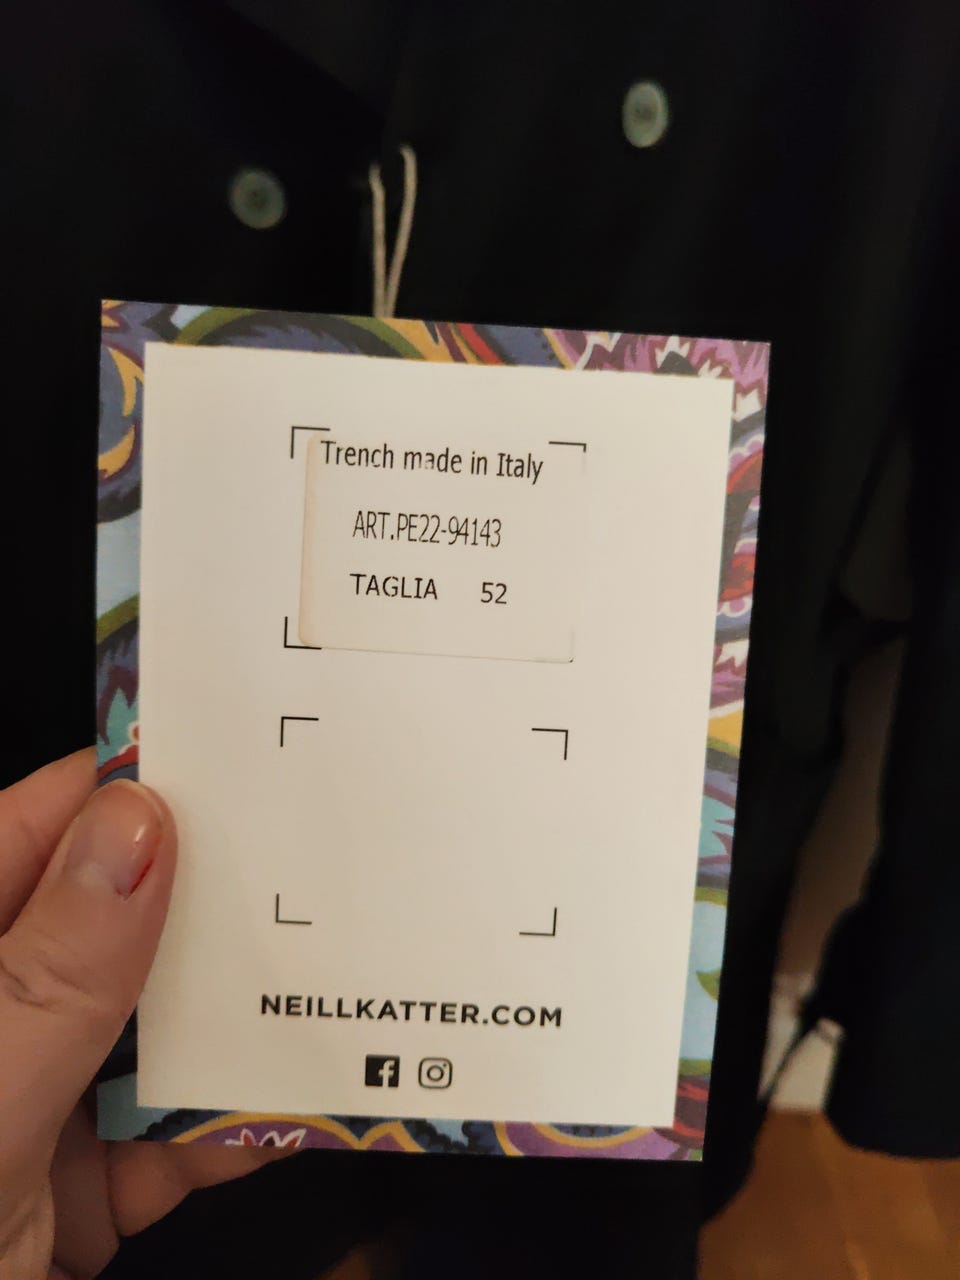 Trench made in Italy
ART.PE22-94143
TAGLIA 52
NEILLKATTER.COM